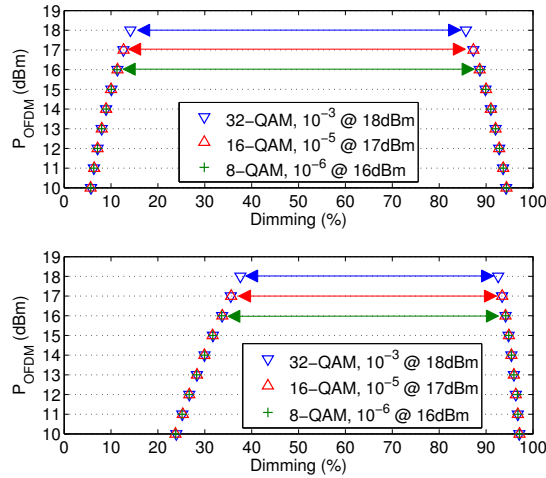 19
18
17
16
15
14
13
12
11
10
P_OFDM (dBm)
32−QAM, 10^−3 @ 18dBm
16−QAM, 10^−5 @ 17dBm
8−QAM, 10^−6 @ 16dBm
0 10 20 30 40 50 60 70 80 90 100
Dimming (%)
19
18
17
16
15
14
13
12
11
10
P_OFDM (dBm)
32−QAM, 10^−3 @ 18dBm
16−QAM, 10^−5 @ 17dBm
8−QAM, 10^−6 @ 16dBm
0 10 20 30 40 50 60 70 80 90 100
Dimming (%)